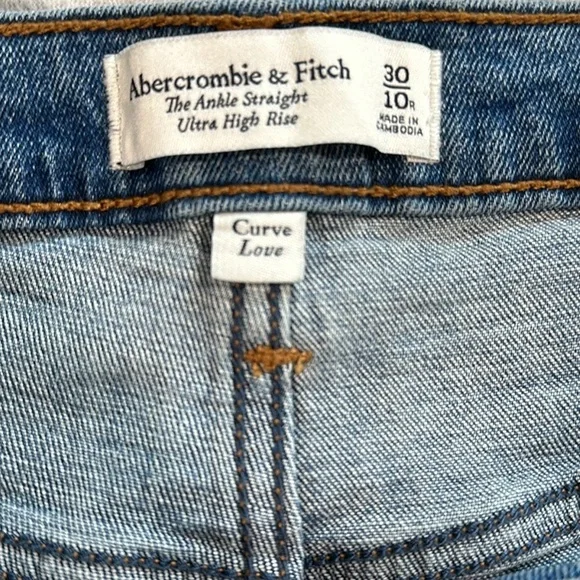 Abercrombie & Fitch
The Ankle Straight
Ultra High Rise
30
10R
MADE IN
CAMBODIA
Curve
Love